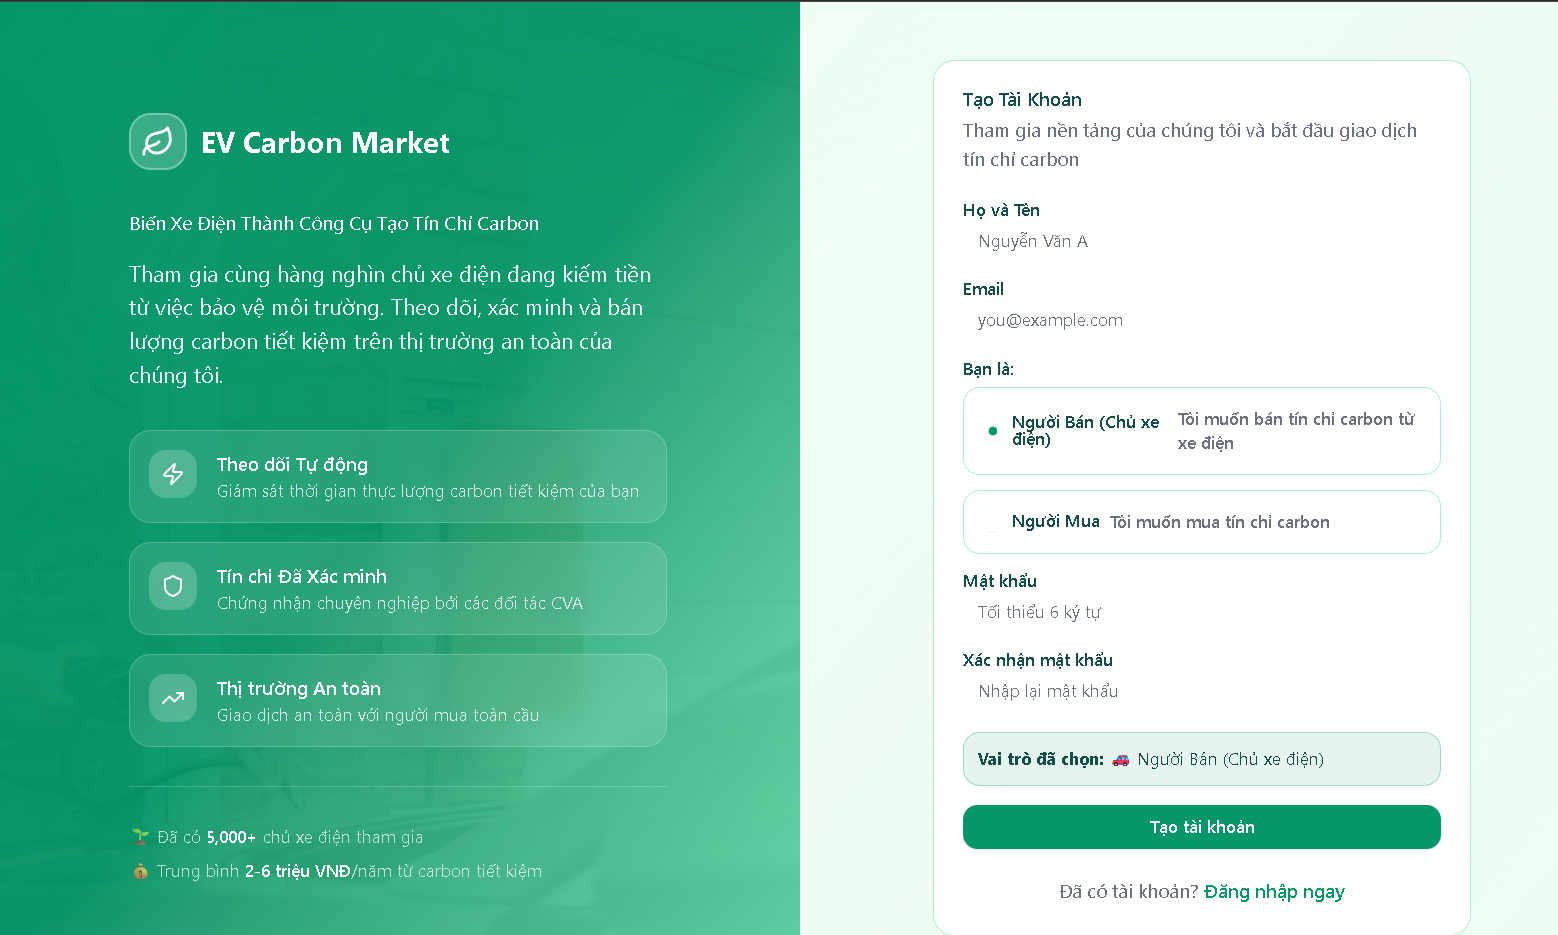 EV Carbon Market
Biến Xe Điện Thành Công Cụ Tạo Tín Chỉ Carbon
Tham gia cùng hàng nghìn chủ xe điện đang kiếm tiền
từ việc bảo vệ môi trường. Theo dõi, xác minh và bán
lượng carbon tiết kiệm trên thị trường an toàn của
chúng tôi.
Theo dõi Tự động
Giám sát thời gian thực lượng carbon tiết kiệm của bạn
Tín chỉ Đã Xác minh
Chứng nhận chuyên nghiệp bởi các đối tác CVA
Thị trường An toàn
Giao dịch an toàn với người mua toàn cầu
Đã có 5,000+ chủ xe điện tham gia
Trung bình 2-6 triệu VNĐ/năm từ carbon tiết kiệm
Tạo Tài Khoản
Tham gia nền tảng của chúng tôi và bắt đầu giao dịch
tín chỉ carbon
Họ và Tên
Nguyễn Văn A
Email
you@example.com
Bạn là:
Người Bán (Chủ xe
điện)
Tôi muốn bán tín chỉ carbon từ
xe điện
Người Mua Tôi muốn mua tín chỉ carbon
Mật khẩu
Tối thiểu 6 ký tự
Xác nhận mật khẩu
Nhập lại mật khẩu
Vai trò đã chọn: 🚗 Người Bán (Chủ xe điện)
Tạo tài khoản
Đã có tài khoản? Đăng nhập ngay